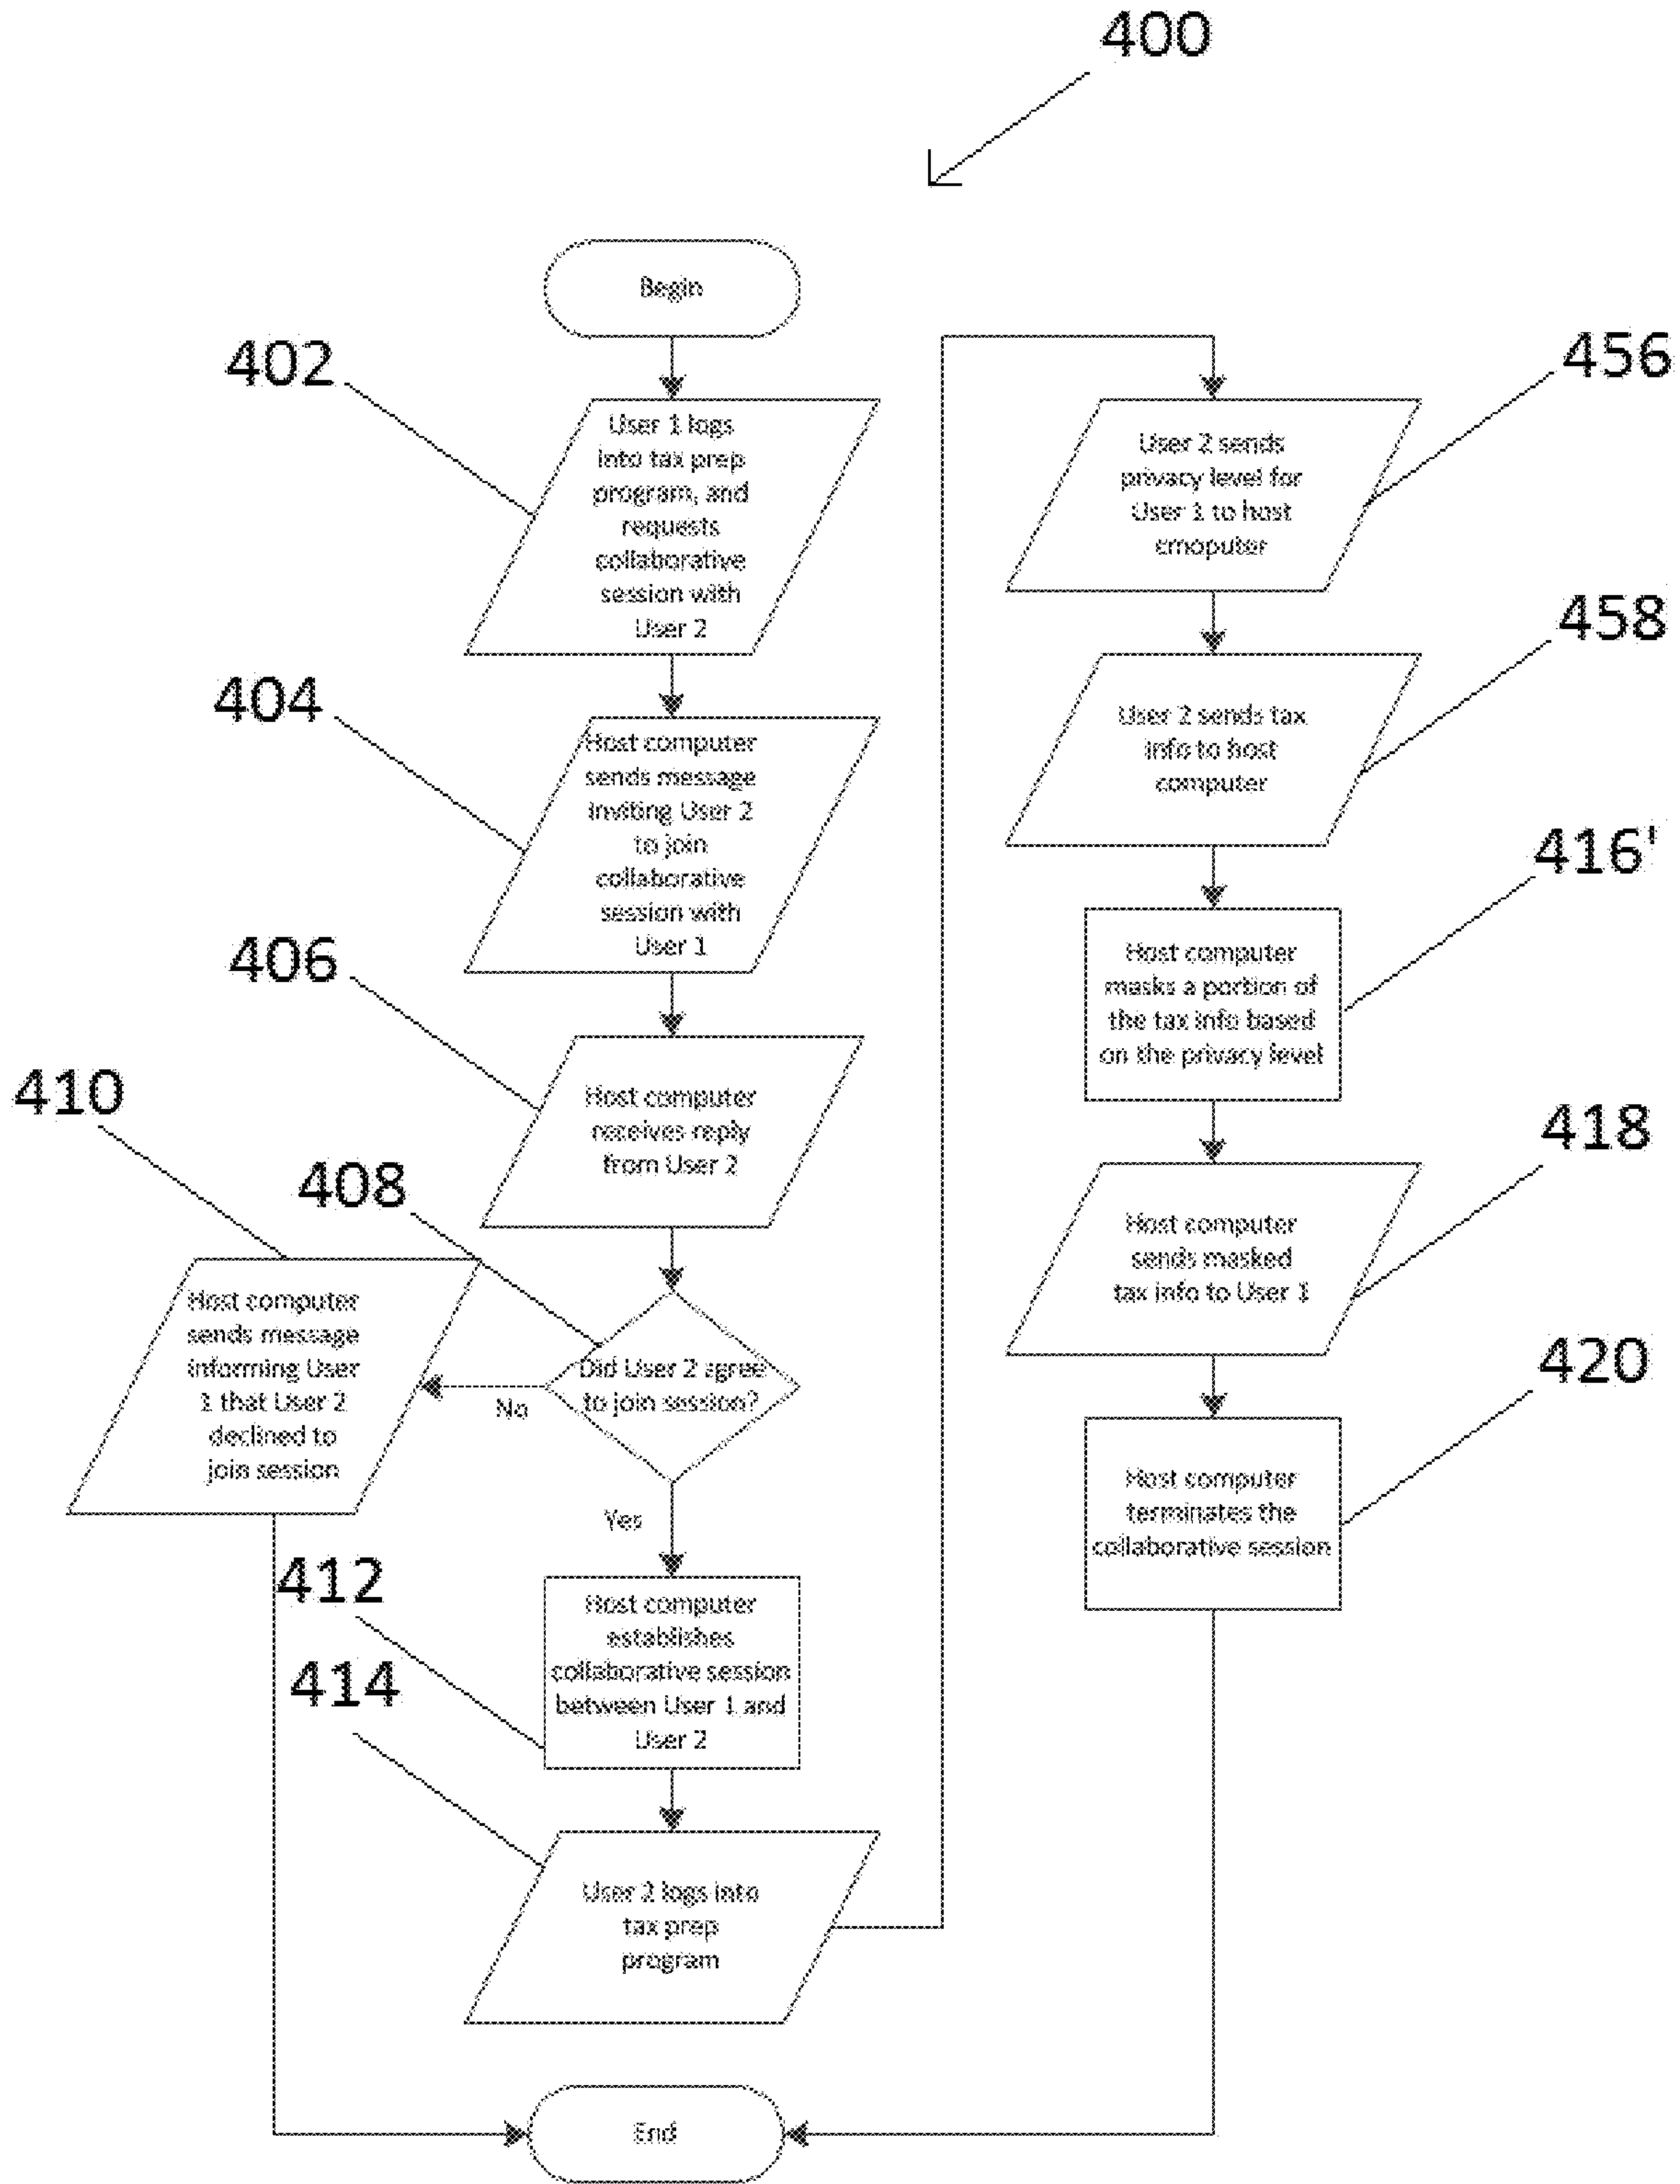 400
Begin
402
User 1 logs
into tax prep
program, and
requests
collaborative
session with
User 2
404
Host computer
sends message
inviting User 2
to join
collaborative
session with
User 1
406
Host computer
receives reply
from User 2
408
Did User 2 agree
to join session?
No
410
Host computer
sends message
informing User
1 that User 2
declined to
join session
Yes
412
Host computer
establishes
collaborative session
between User 1 and
User 2
414
User 2 logs into
tax prep
program
456
User 2 sends
privacy level for
User 1 to host
cmoputer
458
User 2 sends tax
info to host
computer
416'
Host computer
masks a portion of
the tax info based
on the privacy level
418
Host computer
sends masked
tax info to User 1
420
Host computer
terminates the
collaborative session
End